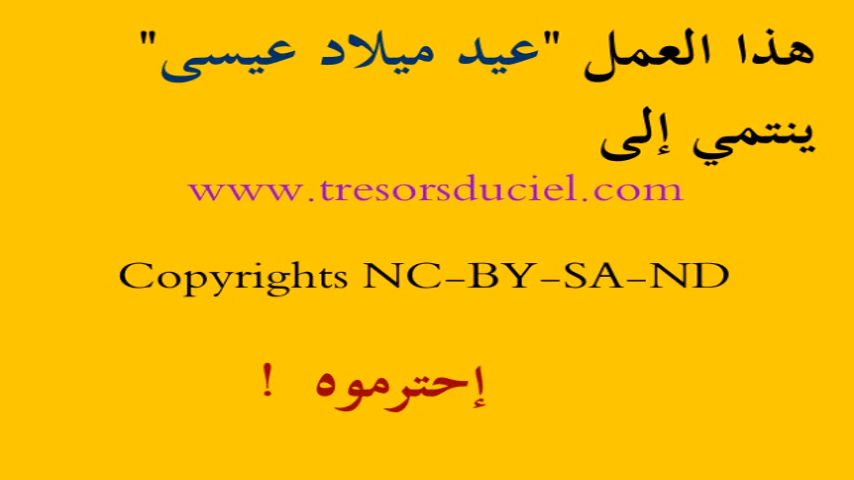 هذا العمل "عيد ميلاد عيسى"
ينتمي إلى
www.tresorsduciel.com
Copyrights NC-BY-SA-ND
إحترموه !